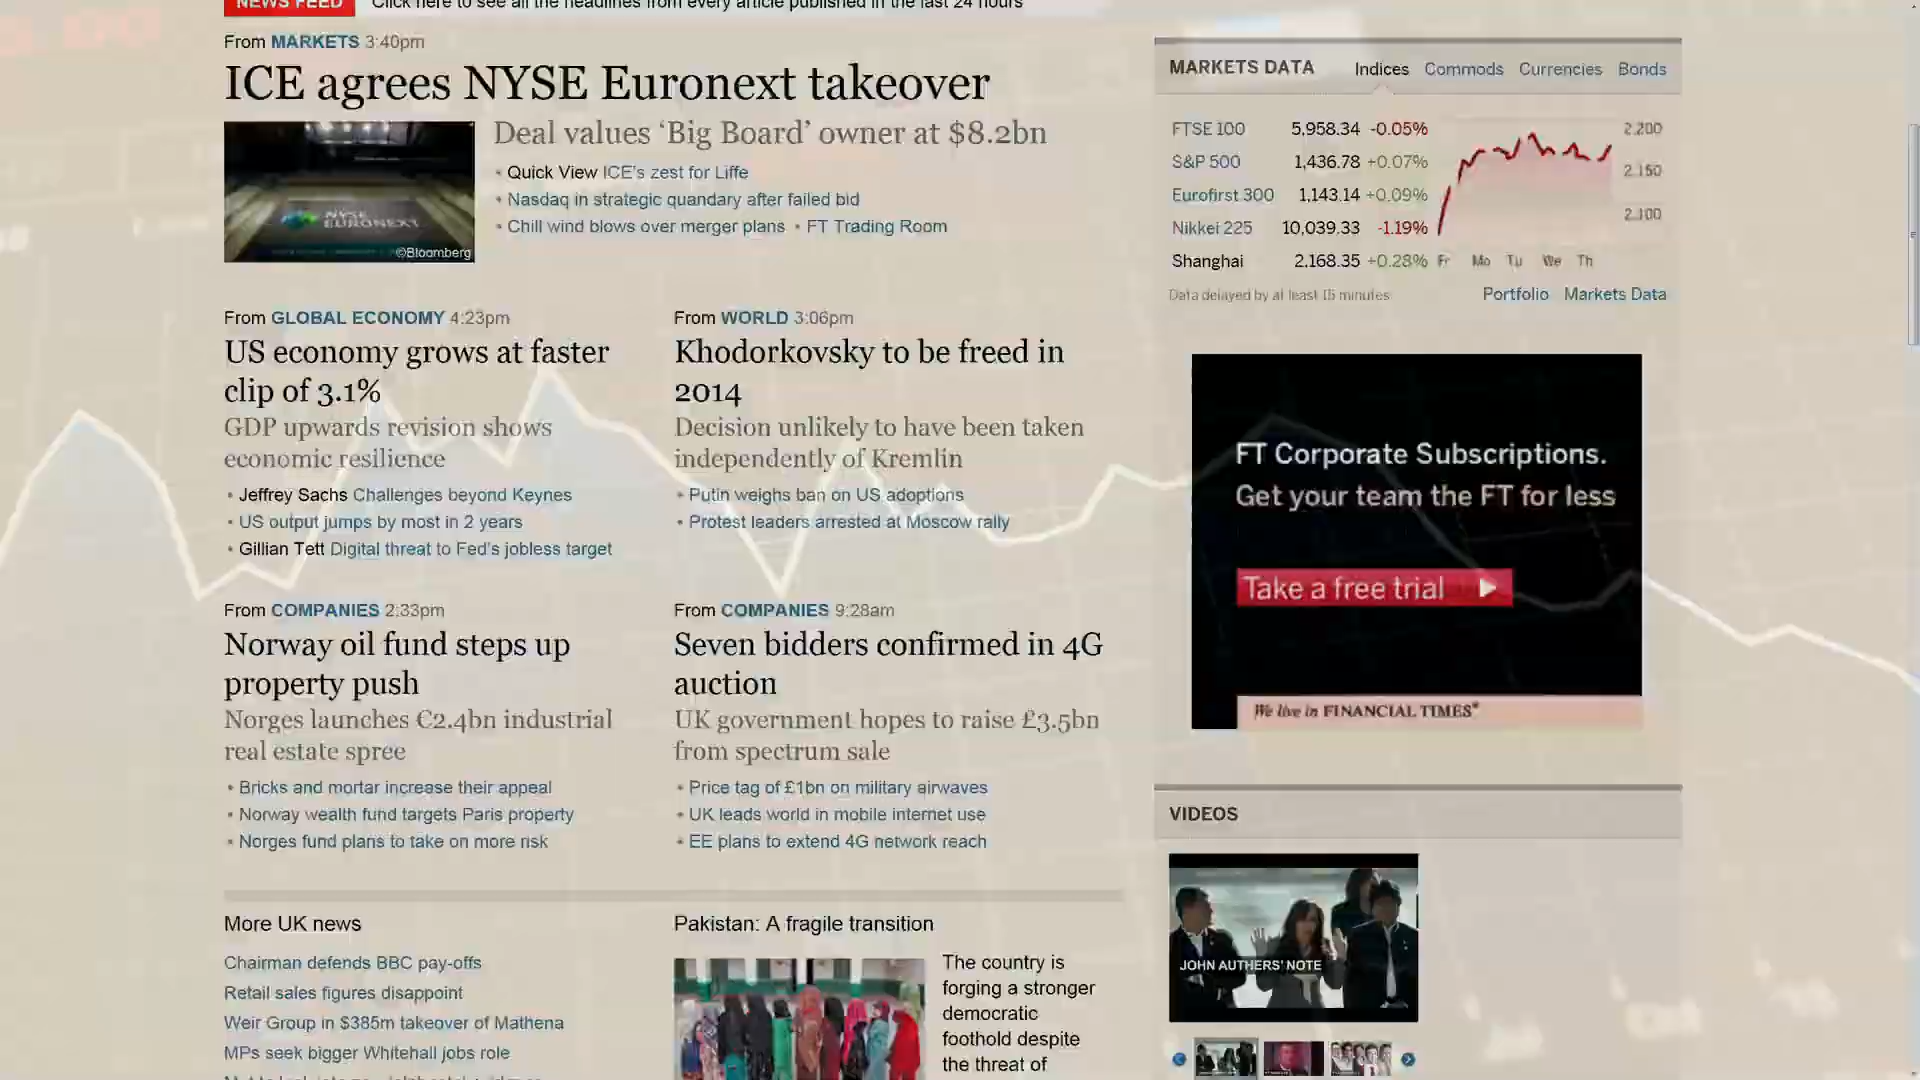 NEWS FEED Click here to see all the headlines from every article published in the last 24 hours
From MARKETS 3:40pm
ICE agrees NYSE Euronext takeover
NYSE
EURONEXT
©Bloomberg
Deal values ‘Big Board’ owner at $8.2bn
• Quick View ICE's zest for Liffe
• Nasdaq in strategic quandary after failed bid
• Chill wind blows over merger plans • FT Trading Room
From GLOBAL ECONOMY 4:23pm
US economy grows at faster
clip of 3.1%
GDP upwards revision shows
economic resilience
• Jeffrey Sachs Challenges beyond Keynes
• US output jumps by most in 2 years
• Gillian Tett Digital threat to Fed's jobless target
From WORLD 3:06pm
Khodorkovsky to be freed in
2014
Decision unlikely to have been taken
independently of Kremlin
• Putin weighs ban on US adoptions
• Protest leaders arrested at Moscow rally
From COMPANIES 2:33pm
Norway oil fund steps up
property push
Norges launches €2.4bn industrial
real estate spree
• Bricks and mortar increase their appeal
• Norway wealth fund targets Paris property
• Norges fund plans to take on more risk
From COMPANIES 9:28am
Seven bidders confirmed in 4G
auction
UK government hopes to raise £3.5bn
from spectrum sale
• Price tag of £1bn on military airwaves
• UK leads world in mobile internet use
• EE plans to extend 4G network reach
More UK news
Chairman defends BBC pay-offs
Retail sales figures disappoint
Weir Group in $385m takeover of Mathena
MPs seek bigger Whitehall jobs role
Pakistan: A fragile transition
The country is
forging a stronger
democratic
foothold despite
the threat of
MARKETS DATA Indices Commods Currencies Bonds
FTSE 100 5,958.34 -0.05%
S&P 500 1,436.78 +0.07%
Eurofirst 300 1,143.14 +0.09%
Nikkei 225 10,039.33 -1.19%
Shanghai 2,168.35 +0.28%
2.200
2.150
2.100
Fr Mo Tu We Th
Data delayed by at least 15 minutes
Portfolio Markets Data
FT Corporate Subscriptions.
Get your team the FT for less
Take a free trial
We live in FINANCIAL TIMES®
VIDEOS
JOHN AUTHERS' NOTE